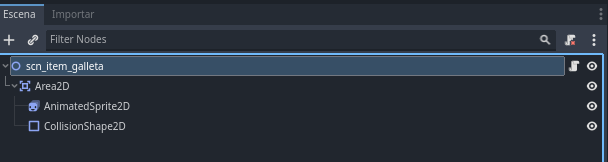 Escena Importar
Filter Nodes
scn_item_galleta
Area2D
AnimatedSprite2D
CollisionShape2D